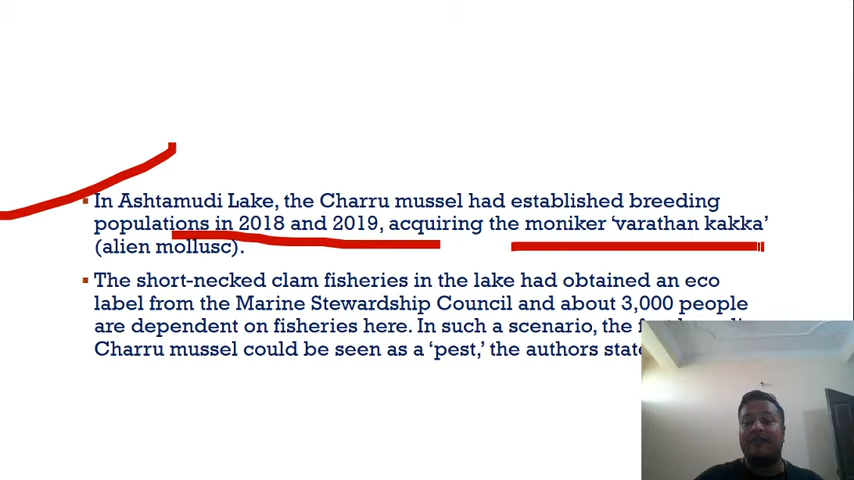 In Ashtamudi Lake, the Charru mussel had established breeding
populations in 2018 and 2019, acquiring the moniker ‘varathan kakka’
(alien mollusc).
The short-necked clam fisheries in the lake had obtained an eco
label from the Marine Stewardship Council and about 3,000 people
are dependent on fisheries here. In such a scenario, the
Charru mussel could be seen as a ‘pest,’ the authors